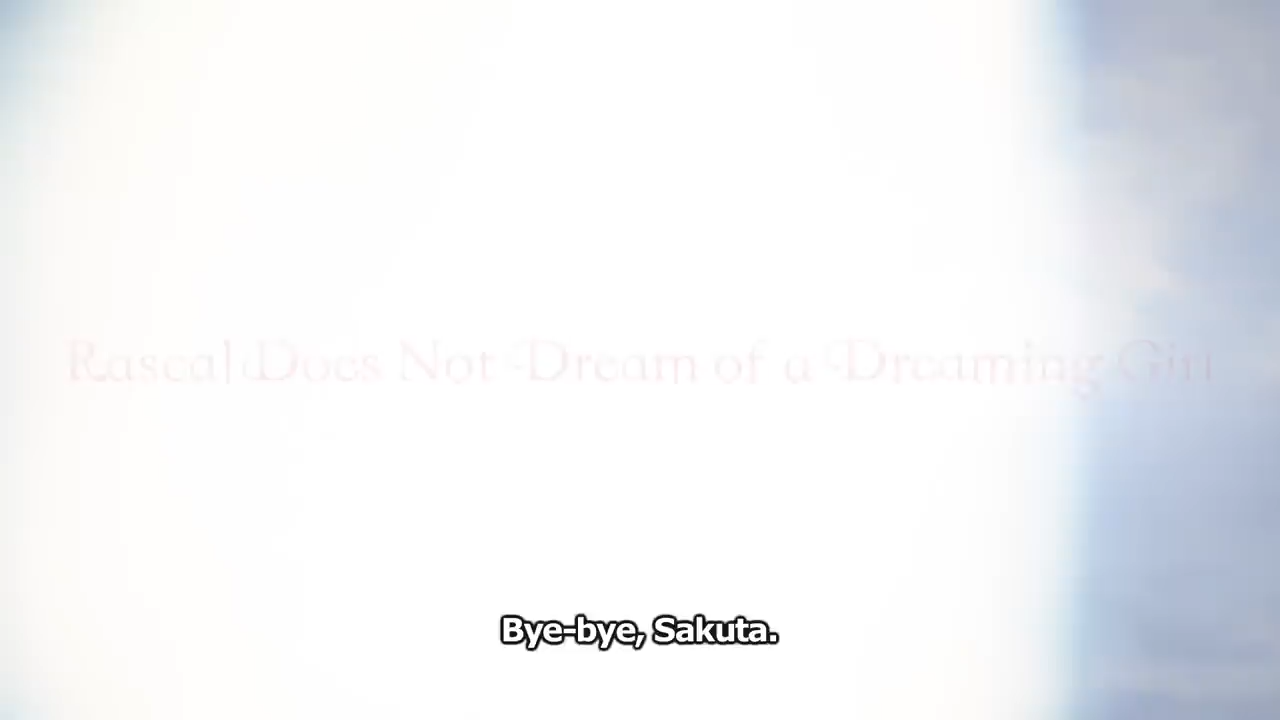 Rascal Does Not Dream of a Dreaming Girl
Bye-bye, Sakuta.